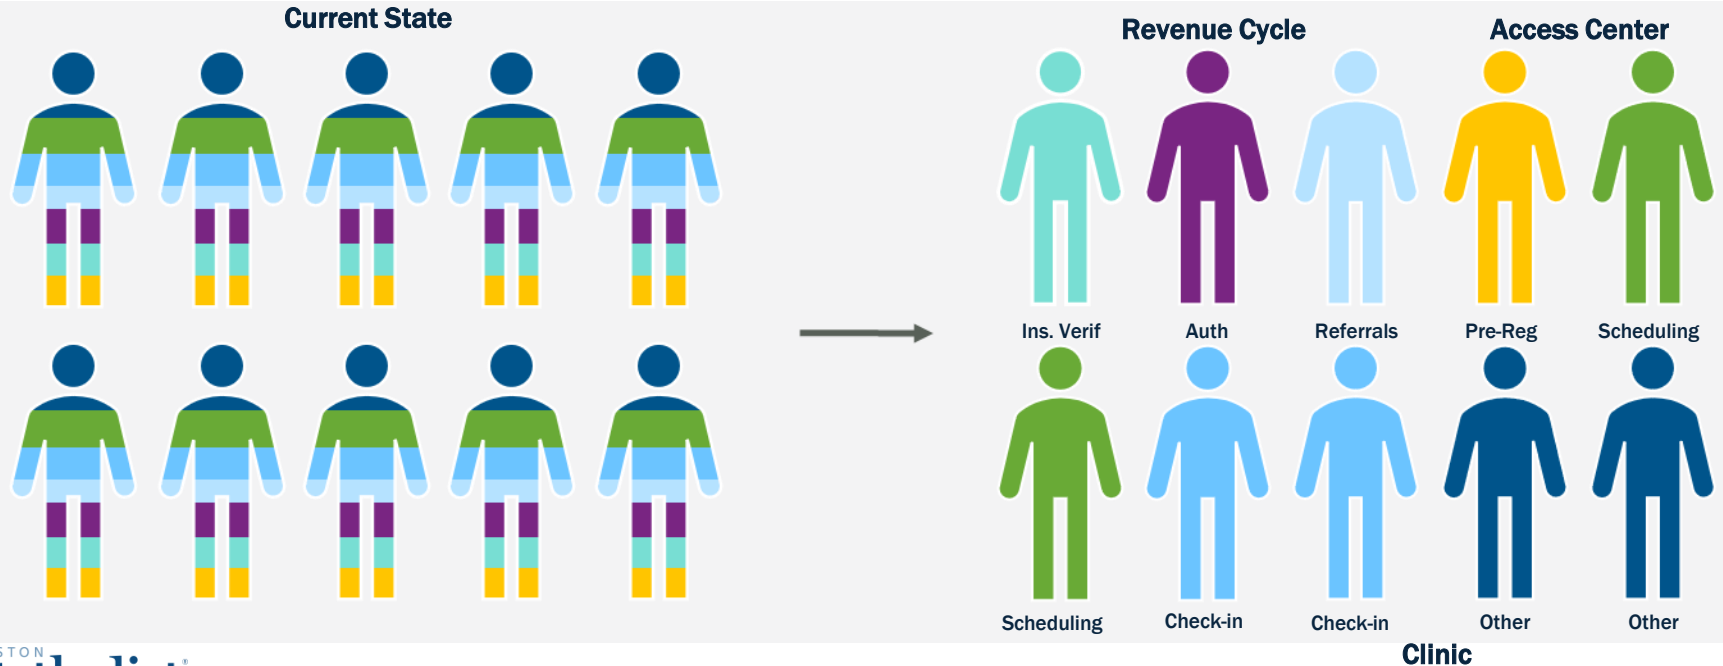 Current State
Revenue Cycle
Access Center
Ins. Verif
Auth
Referrals
Pre-Reg
Scheduling
Scheduling
Check-in
Check-in
Other
Other
Clinic